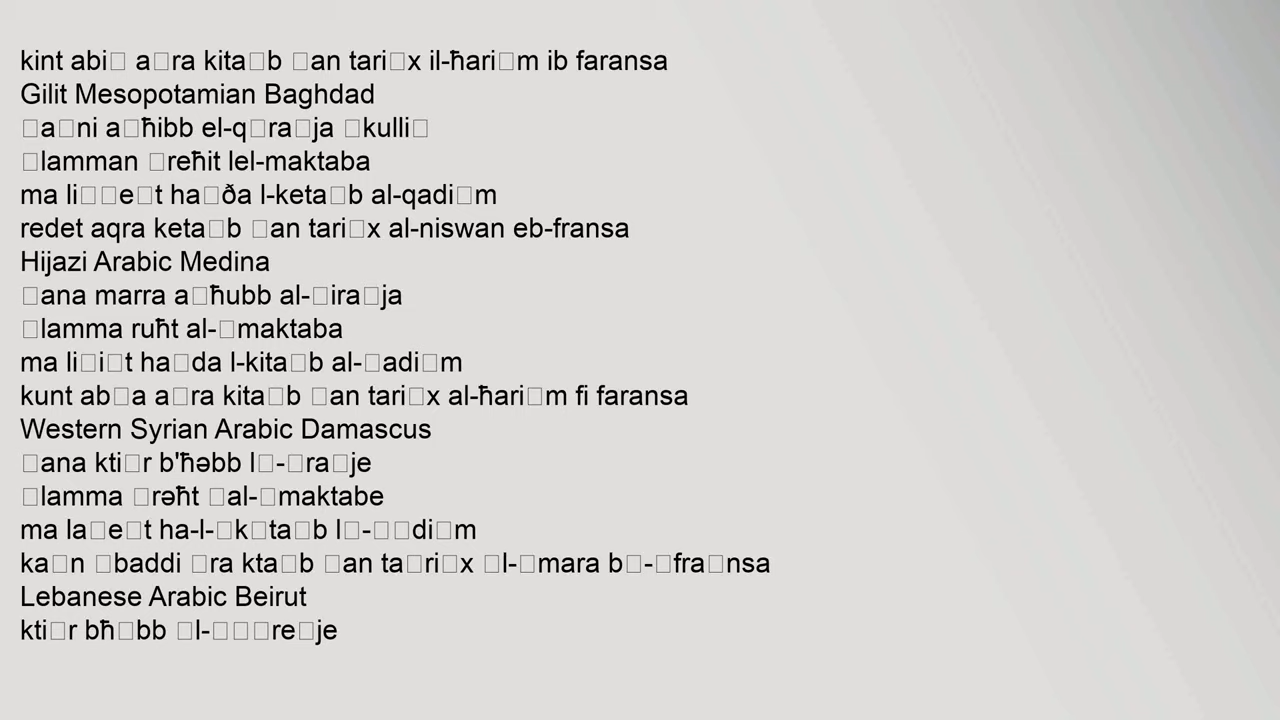 kint abi□ a□ra kita□b □an tari□x il-ħari□m ib faransa
Gilit Mesopotamian Baghdad
□a□ni a□ħibb el-q□ra□ja □kulli□
□lamman □reħit lel-maktaba
ma li□□e□t ha□ða l-keta□b al-qadi□m
redet aqra keta□b □an tari□x al-niswan eb-fransa
Hijazi Arabic Medina
□ana marra a□ħubb al-□ira□ja
□lamma ruħt al-□maktaba
ma li□i□t ha□da l-kita□b al-□adi□m
kunt ab□a a□ra kita□b □an tari□x al-ħari□m fi faransa
Western Syrian Arabic Damascus
□ana kti□r b'ħəbb l□-□ra□je
□lamma □rəħt □al-□maktabe
ma la□e□t ha-l-□k□ta□b l□-□□di□m
ka□n □baddi □ra kta□b □an ta□ri□x □l-□mara b□-□fra□nsa
Lebanese Arabic Beirut
kti□r bħ□bb □l-□□□re□je